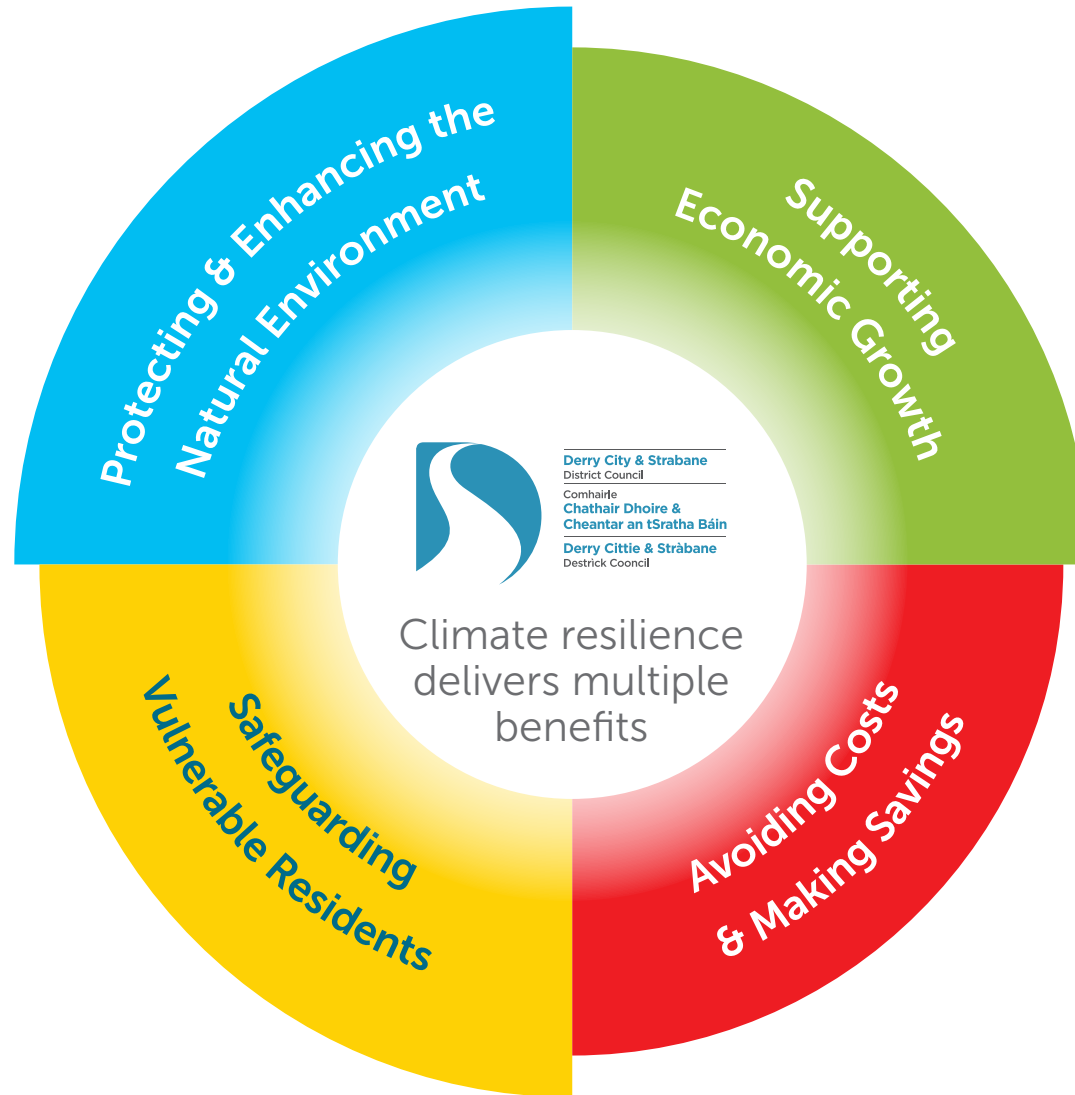 Protecting & Enhancing the
Natural Environment
Supporting
Economic Growth
Derry City & Strabane
District Council
Comhairle
Chathair Dhoire &
Cheantar an tSratha Báin
Derry Cittie & Stràbane
Destrick Cooncil
Climate resilience
delivers multiple
benefits
Safeguarding
Vulnerable Residents
Avoiding Costs
& Making Savings